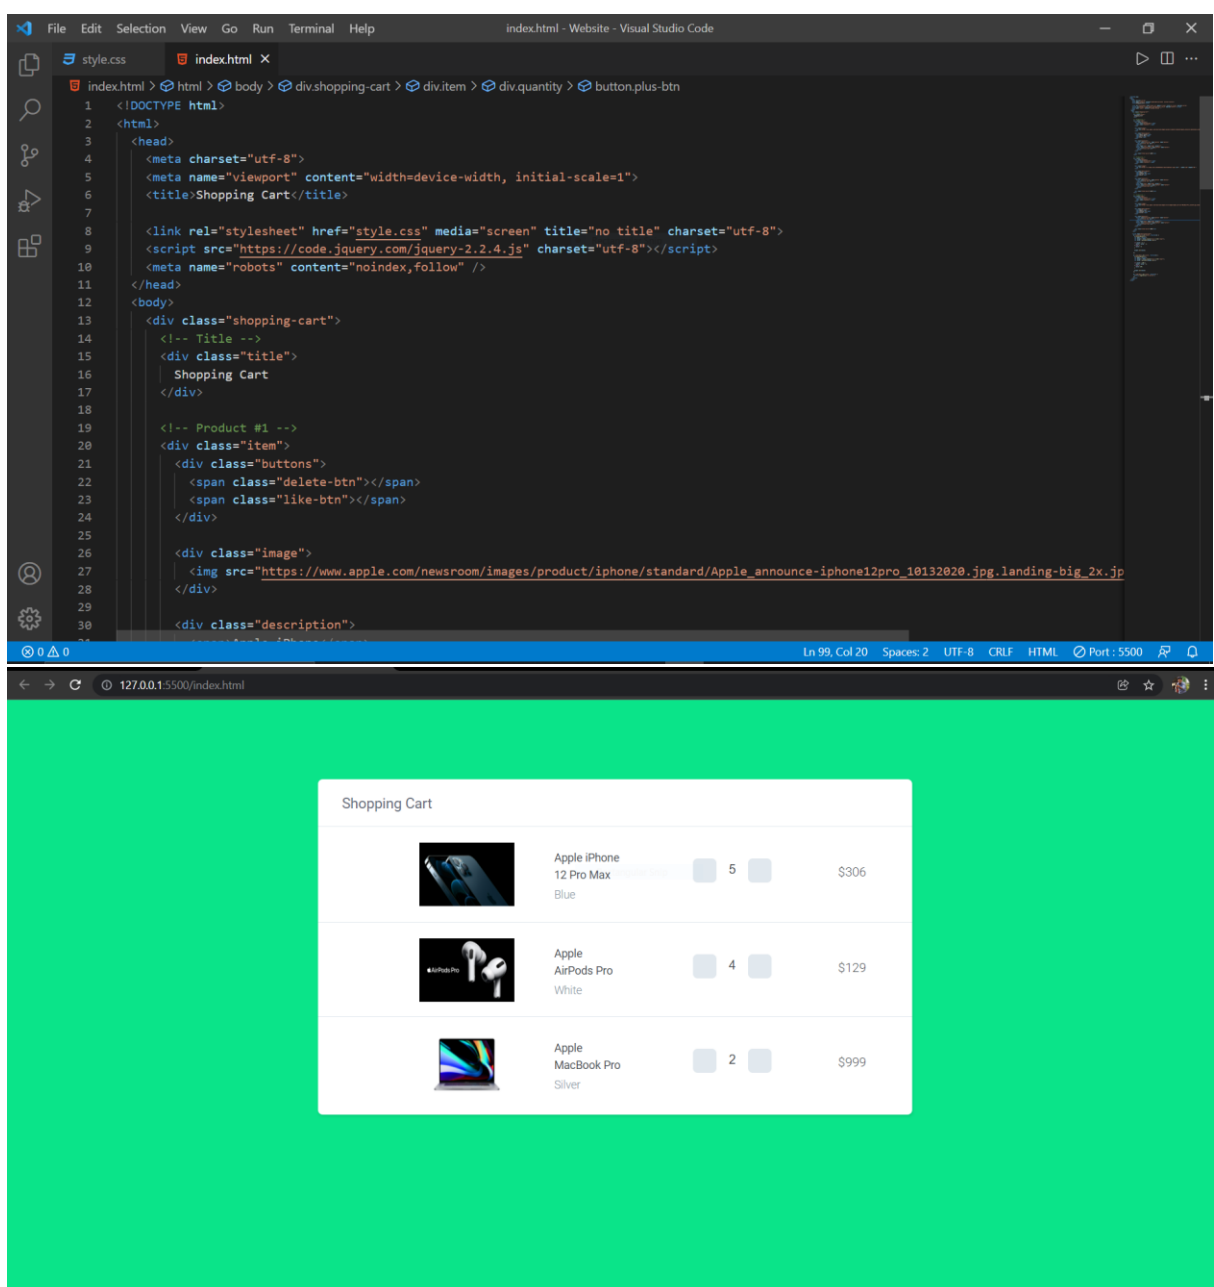 File Edit Selection View Go Run Terminal Help index.html - Website - Visual Studio Code
style.css index.html
index.html > html > body > div.shopping-cart > div.item > div.quantity > button.plus-btn
1 <!DOCTYPE html>
2 <html>
3 <head>
4 <meta charset="utf-8">
5 <meta name="viewport" content="width=device-width, initial-scale=1">
6 <title>Shopping Cart</title>
7
8 <link rel="stylesheet" href="style.css" media="screen" title="no title" charset="utf-8">
9 <script src="https://code.jquery.com/jquery-2.2.4.js" charset="utf-8"></script>
10 <meta name="robots" content="noindex,follow" />
11 </head>
12 <body>
13 <div class="shopping-cart">
14 <!-- Title -->
15 <div class="title">
16 Shopping Cart
17 </div>
18
19 <!-- Product #1 -->
20 <div class="item">
21 <div class="buttons">
22 <span class="delete-btn"></span>
23 <span class="like-btn"></span>
24 </div>
25
26 <div class="image">
27 <img src="https://www.apple.com/newsroom/images/product/iphone/standard/Apple_announce-iphone12pro_10132020.jpg.landing-big_2x.jp
28 </div>
29
30 <div class="description">
0 0 Ln 99, Col 20 Spaces: 2 UTF-8 CRLF HTML Port : 5500
127.0.0.1:5500/index.html
Shopping Cart
Apple iPhone
12 Pro Max
Blue
5
$306
AirPods Pro
Apple
AirPods Pro
White
4
$129
Apple
MacBook Pro
Silver
2
$999